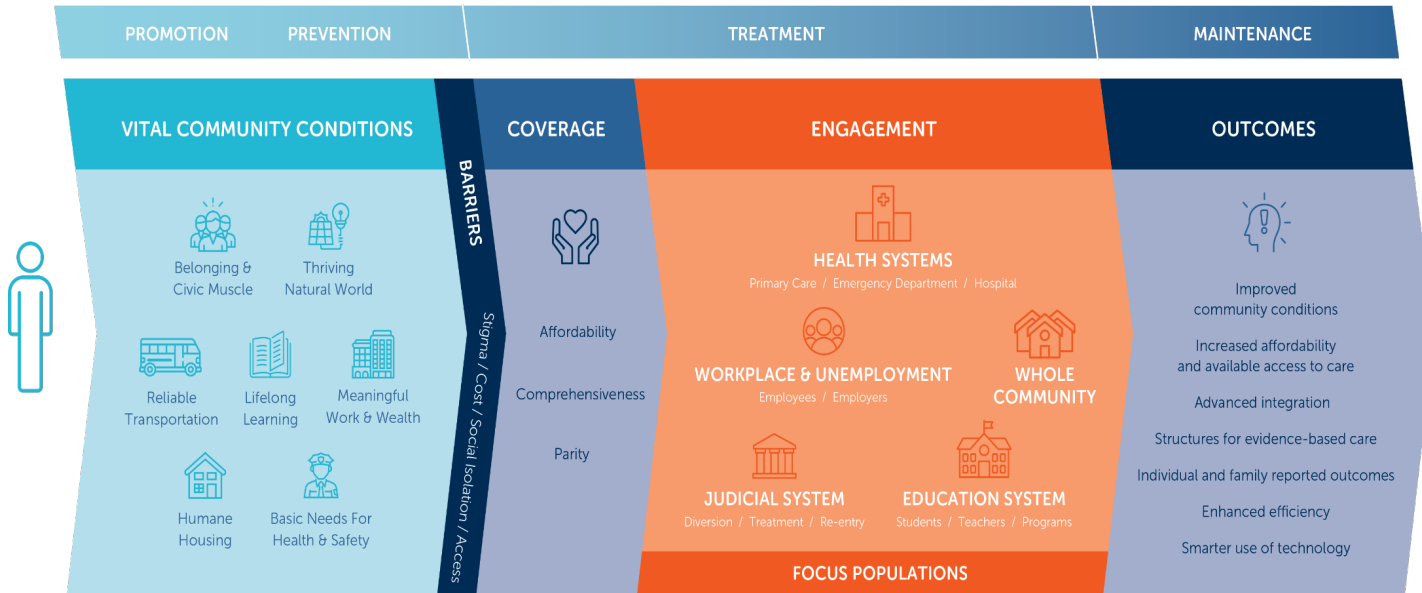 PROMOTION
PREVENTION
TREATMENT
MAINTENANCE
VITAL COMMUNITY CONDITIONS
Belonging &
Civic Muscle
Thriving
Natural World
Reliable
Transportation
Lifelong
Learning
Meaningful
Work & Wealth
Humane
Housing
Basic Needs For
Health & Safety
BARRIERS
Stigma / Cost / Social Isolation / Access
COVERAGE
Affordability
Comprehensiveness
Parity
ENGAGEMENT
HEALTH SYSTEMS
Primary Care / Emergency Department / Hospital
WORKPLACE & UNEMPLOYMENT
Employees / Employers
WHOLE
COMMUNITY
JUDICIAL SYSTEM
Diversion / Treatment / Re-entry
EDUCATION SYSTEM
Students / Teachers / Programs
FOCUS POPULATIONS
OUTCOMES
Improved
community conditions
Increased affordability
and available access to care
Advanced integration
Structures for evidence-based care
Individual and family reported outcomes
Enhanced efficiency
Smarter use of technology